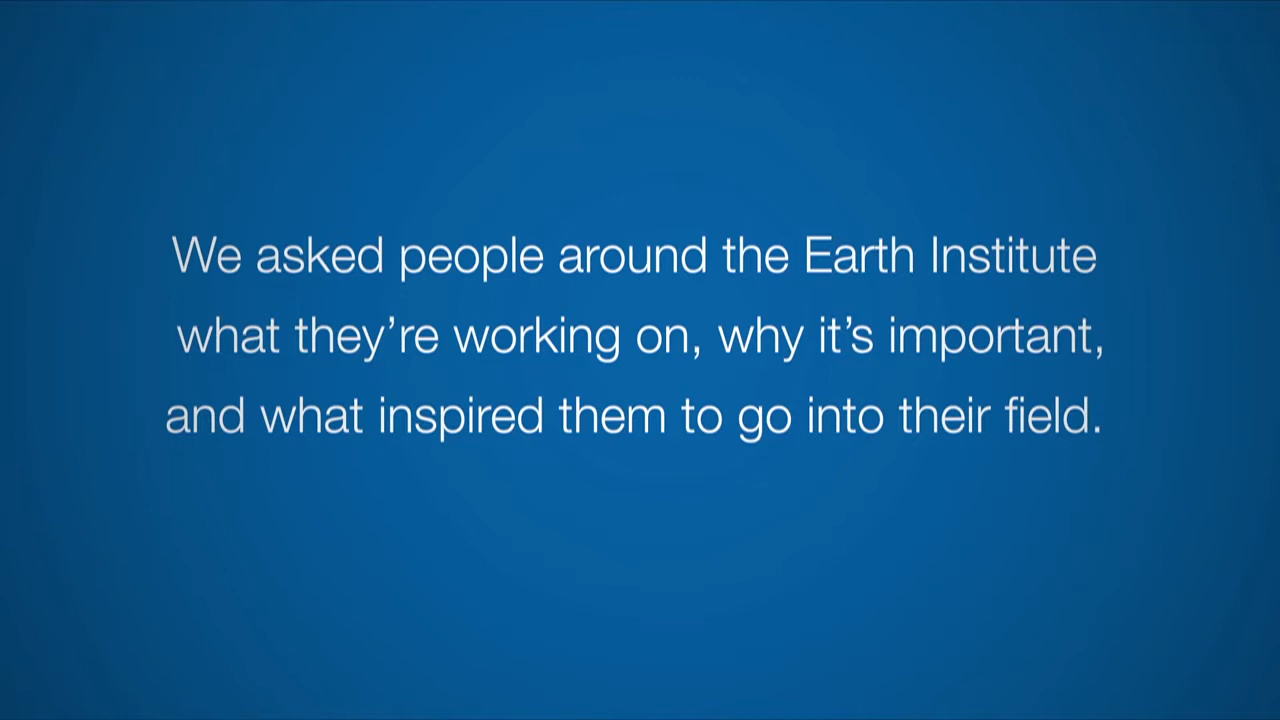 We asked people around the Earth Institute
what they’re working on, why it’s important,
and what inspired them to go into their field.